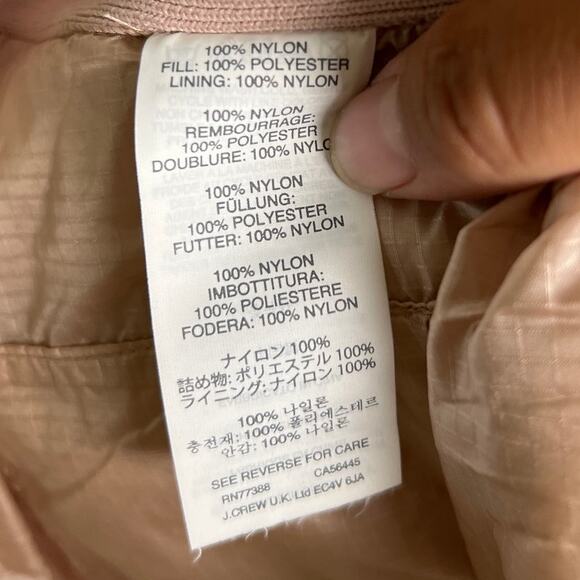 100% NYLON
FILL: 100% POLYESTER
LINING: 100% NYLON
100% NYLON
REMBOURRAGE:
100% POLYESTER
DOUBLURE: 100% NYLO
100% NYLON
FÜLLUNG:
100% POLYESTER
FUTTER: 100% NYLON
100% NYLON
IMBOTTITURA:
100% POLIESTERE
FODERA: 100% NYLON
ナイロン 100%
詰め物: ポリエステル 100%
ライニング: ナイロン 100%
100% 나일론
충전재: 100% 폴리에스테르
안감: 100% 나일론
SEE REVERSE FOR CARE
RN77388 CA56445
J.CREW U.K. Ltd EC4V 6JA